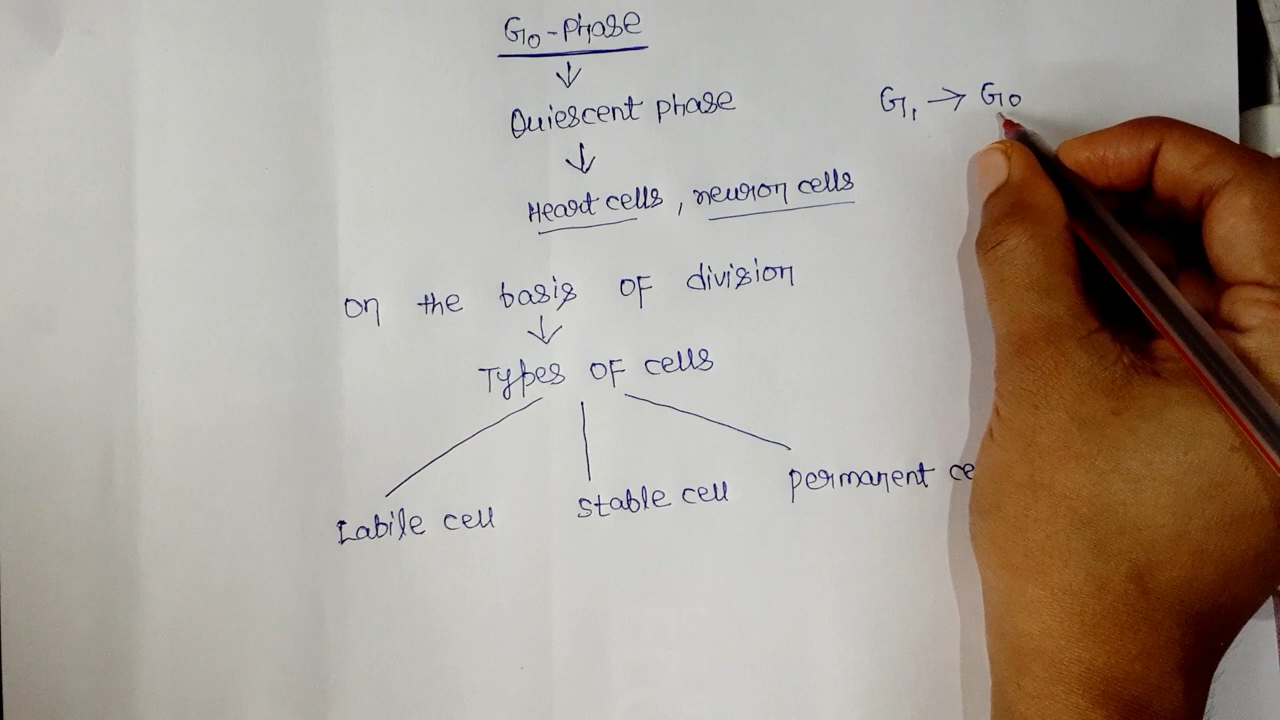 G0-Phase
Quiescent phase
G1 → G0
Heart cells, neuron cells
on the basis of division
Types of cells
Labile cell
stable cell
permanent